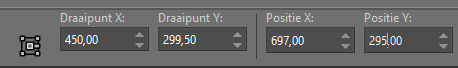 Draaipunt X: Draaipunt Y: Positie X: Positie Y:
450,00 299,50 697,00 295,00